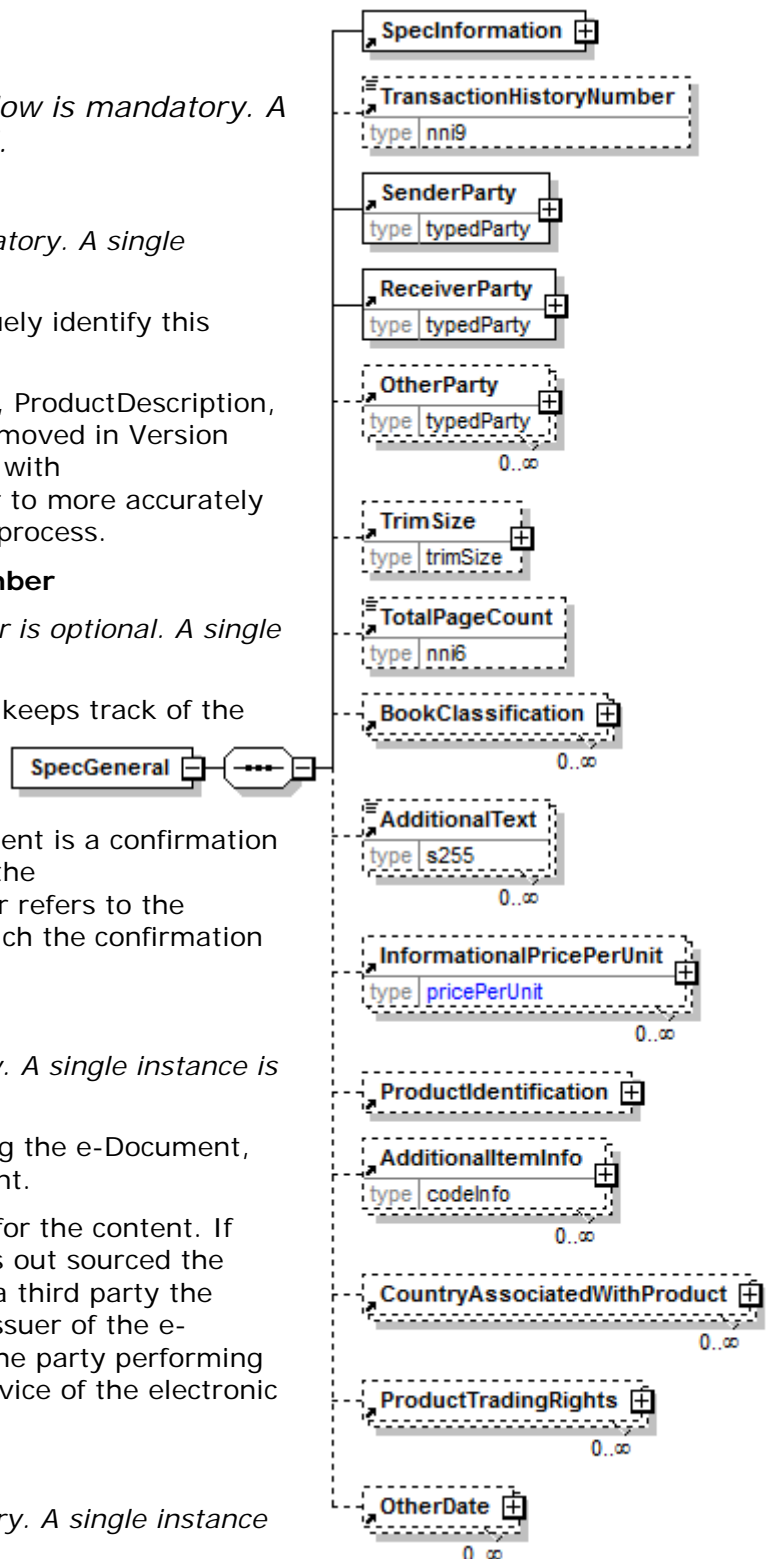 low is mandatory. A
.
atory. A single
uely identify this
, ProductDescription,
moved in Version
with
to more accurately
process.
nber
r is optional. A single
keeps track of the
ent is a confirmation
the
r refers to the
ch the confirmation
y. A single instance is
g the e-Document,
nt.
for the content. If
s out sourced the
a third party the
ssuer of the e-
he party performing
vice of the electronic
ry. A single instance
SpecGeneral
SpecInformation
TransactionHistoryNumber
type nni9
SenderParty
type typedParty
ReceiverParty
type typedParty
OtherParty
type typedParty
0..∞
TrimSize
type trimSize
TotalPageCount
type nni6
BookClassification
0..∞
AdditionalText
type s255
0..∞
InformationalPricePerUnit
type pricePerUnit
0..∞
ProductIdentification
AdditionalItemInfo
type codeInfo
0..∞
CountryAssociatedWithProduct
0..∞
ProductTradingRights
0..∞
OtherDate
0..∞